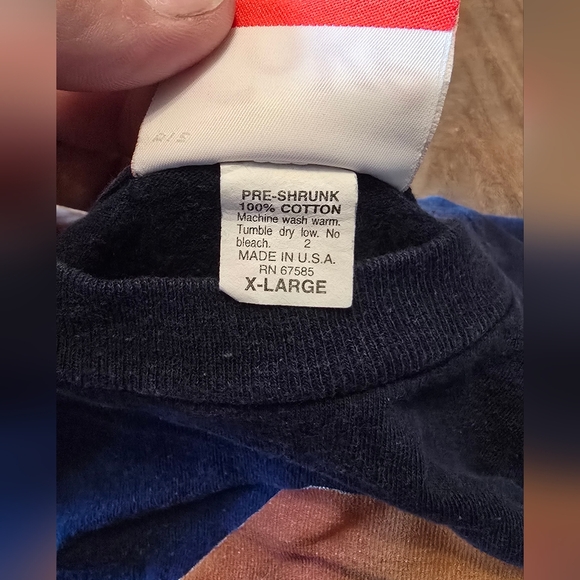 PRE-SHRUNK
100% COTTON
Machine wash warm.
Tumble dry low. No
bleach. 2
MADE IN U.S.A.
RN 67585
X-LARGE